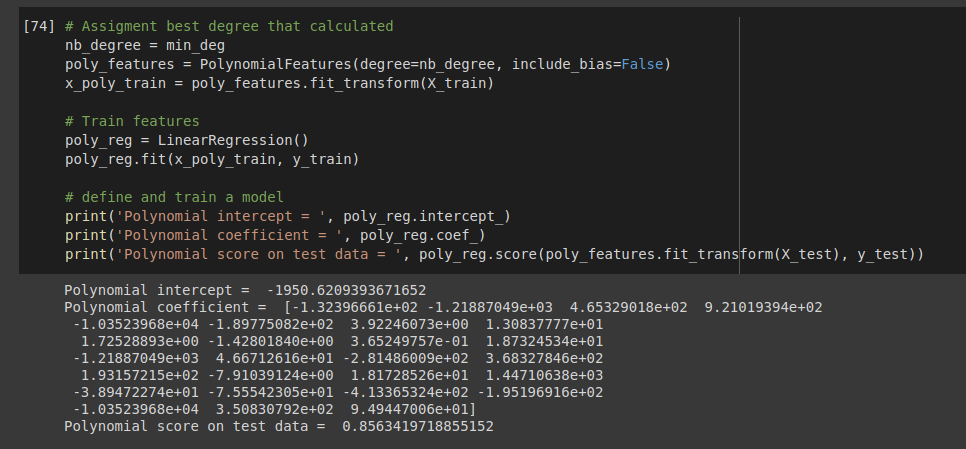 [74] # Assigment best degree that calculated
nb_degree = min_deg
poly_features = PolynomialFeatures(degree=nb_degree, include_bias=False)
x_poly_train = poly_features.fit_transform(X_train)
# Train features
poly_reg = LinearRegression()
poly_reg.fit(x_poly_train, y_train)
# define and train a model
print('Polynomial intercept = ', poly_reg.intercept_)
print('Polynomial coefficient = ', poly_reg.coef_)
print('Polynomial score on test data = ', poly_reg.score(poly_features.fit_transform(X_test), y_test))
Polynomial intercept =  -1950.6209393671652
Polynomial coefficient =  [-1.32396661e+02 -1.21887049e+03  4.65329018e+02  9.21019394e+02
 -1.03523968e+04 -1.89775082e+02  3.92246073e+00  1.30837777e+01
  1.72528893e+00 -1.42801840e+00  3.65249757e-01  1.87324534e+01
 -1.21887049e+03  4.66712616e+01 -2.81486009e+02  3.68327846e+02
  1.93157215e+02 -7.91039124e+00  1.81728526e+01  1.44710638e+03
 -3.89472274e+01 -7.55542305e+01 -4.13365324e+02 -1.95196916e+02
 -1.03523968e+04  3.50830792e+02  9.49447006e+01]
Polynomial score on test data =  0.8563419718855152